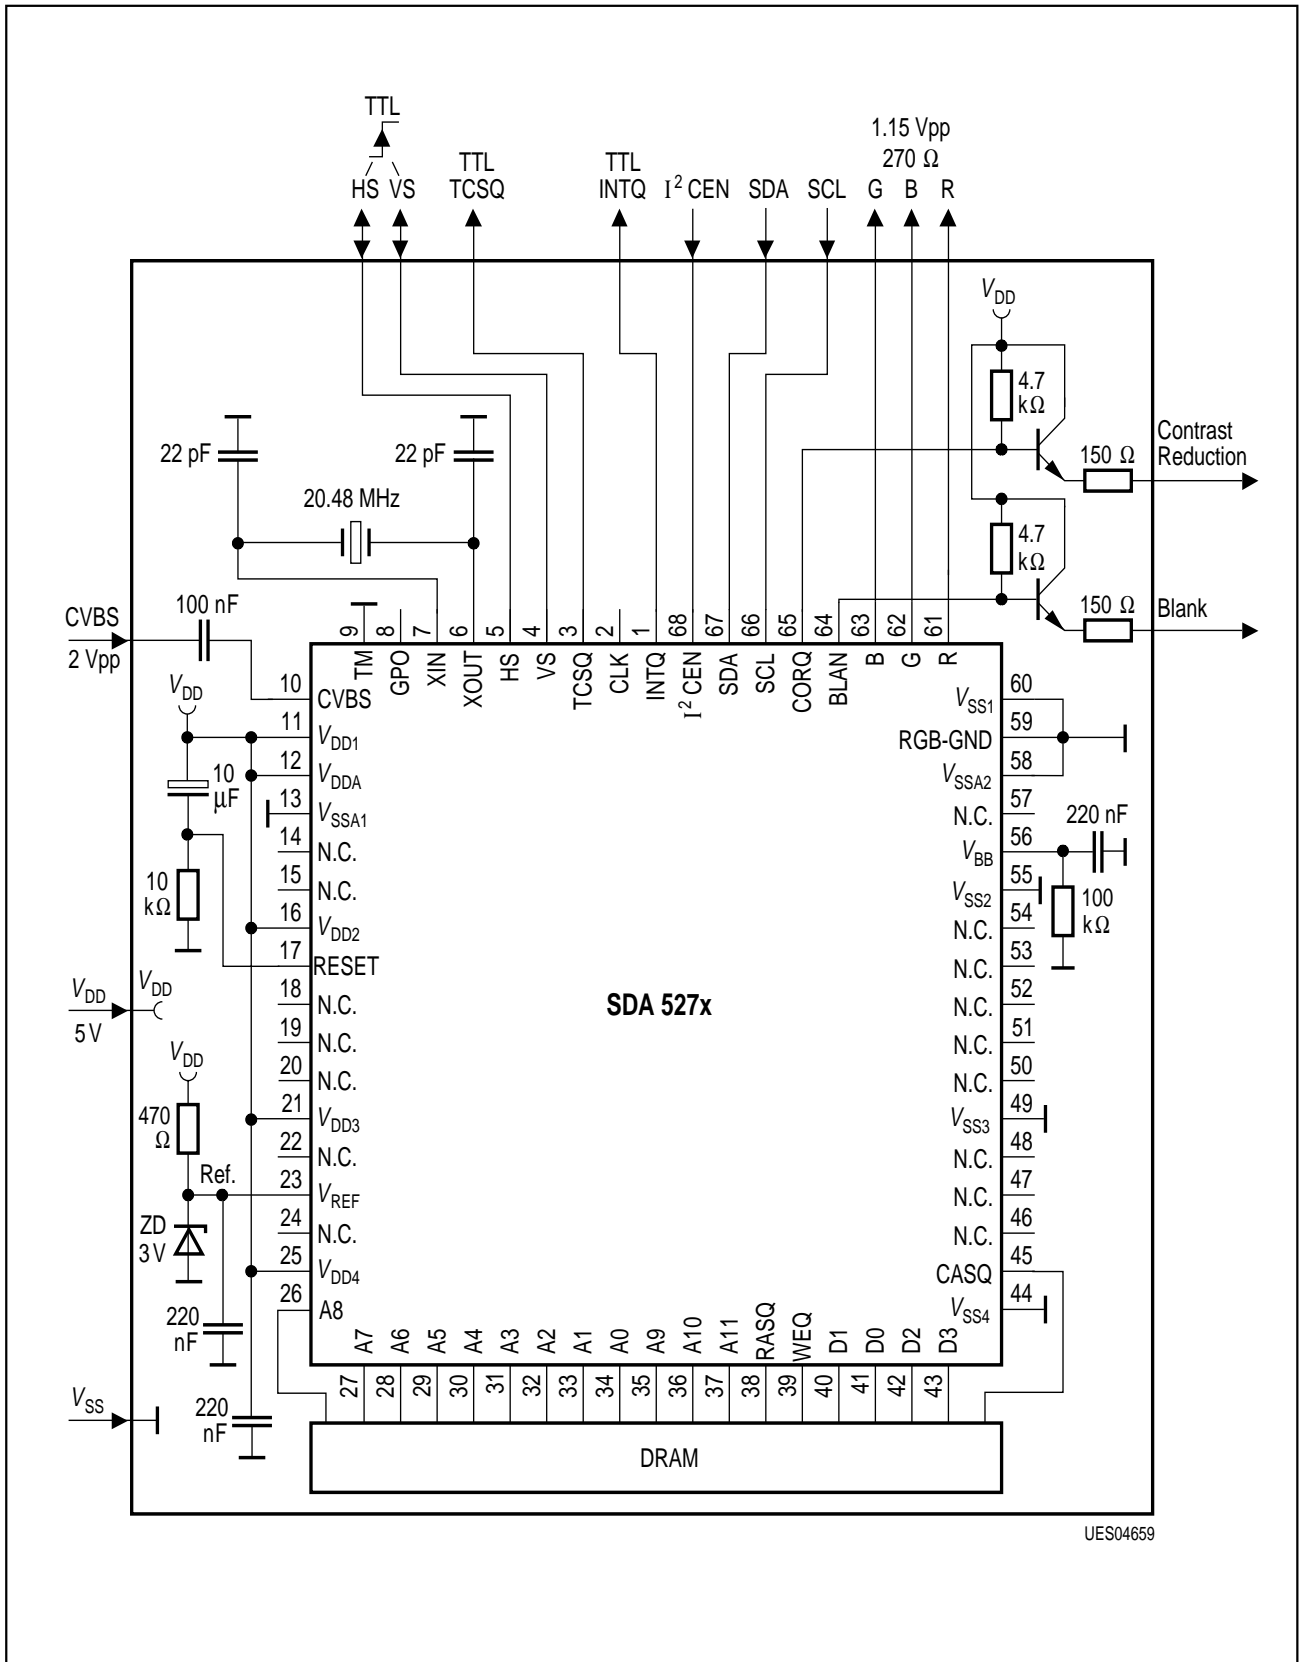 TTL
HS VS
TTL
TCSQ
TTL
INTQ
I² CEN
SDA
SCL
1.15 Vpp
270 Ω
G B R
V_DD
4.7
kΩ
Contrast
Reduction
150 Ω
22 pF
22 pF
20.48 MHz
4.7
kΩ
150 Ω
Blank
CVBS
2 Vpp
100 nF
9 8 7 6 5 4 3 2 1 68 67 66 65 64 63 62 61
TM GPO XIN XOUT HS VS TCSQ CLK INTQ I² CEN SDA SCL CORQ BLAN B G R
V_DD
10 CVBS
11 V_DD1
12 V_DDA
13 V_SSA1
14 N.C.
15 N.C.
16 V_DD2
17 RESET
18 N.C.
19 N.C.
20 N.C.
21 V_DD3
22 N.C.
23 V_REF
24 N.C.
25 V_DD4
26 A8
10
µF
10
kΩ
V_DD
5 V
V_DD
V_DD
470
Ω
Ref.
ZD
3 V
220
nF
220
nF
V_SS
SDA 527x
V_SS1 60
RGB-GND 59
V_SSA2 58
N.C. 57
V_BB 56
V_SS2 55
N.C. 54
N.C. 53
N.C. 52
N.C. 51
N.C. 50
V_SS3 49
N.C. 48
N.C. 47
N.C. 46
CASQ 45
V_SS4 44
220 nF
100
kΩ
A7 A6 A5 A4 A3 A2 A1 A0 A9 A10 A11 RASQ WEQ D1 D0 D2 D3
27 28 29 30 31 32 33 34 35 36 37 38 39 40 41 42 43
DRAM
UES04659